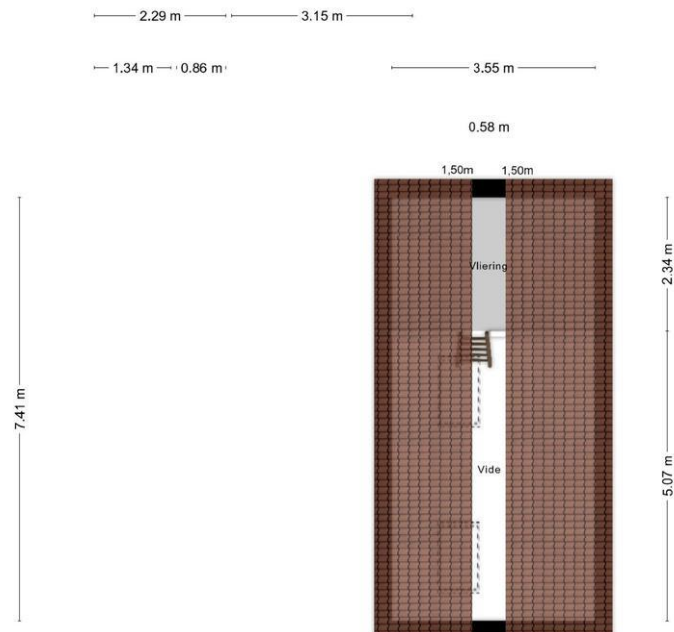 2.29 m 3.15 m
1.34 m 0.86 m 3.55 m
0.58 m
1,50m 1,50m
Vliering
2.34 m
7.41 m
Vide
5.07 m